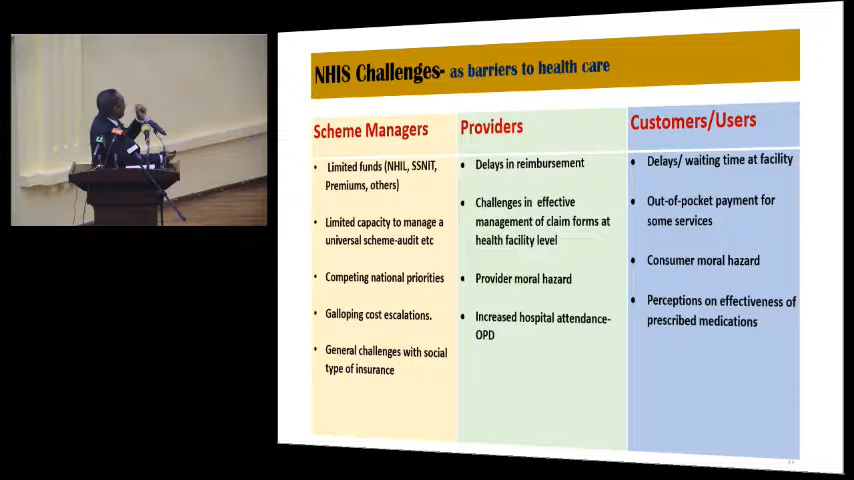 NHIS Challenges- as barriers to health care
Scheme Managers
Limited funds (NHIL, SSNIT,
Premiums, others)
Limited capacity to manage a
universal scheme-audit etc
Competing national priorities
Galloping cost escalations.
General challenges with social
type of insurance
Providers
Delays in reimbursement
Challenges in effective
management of claim forms at
health facility level
Provider moral hazard
Increased hospital attendance-
OPD
Customers/Users
Delays/ waiting time at facility
Out-of-pocket payment for
some services
Consumer moral hazard
Perceptions on effectiveness of
prescribed medications